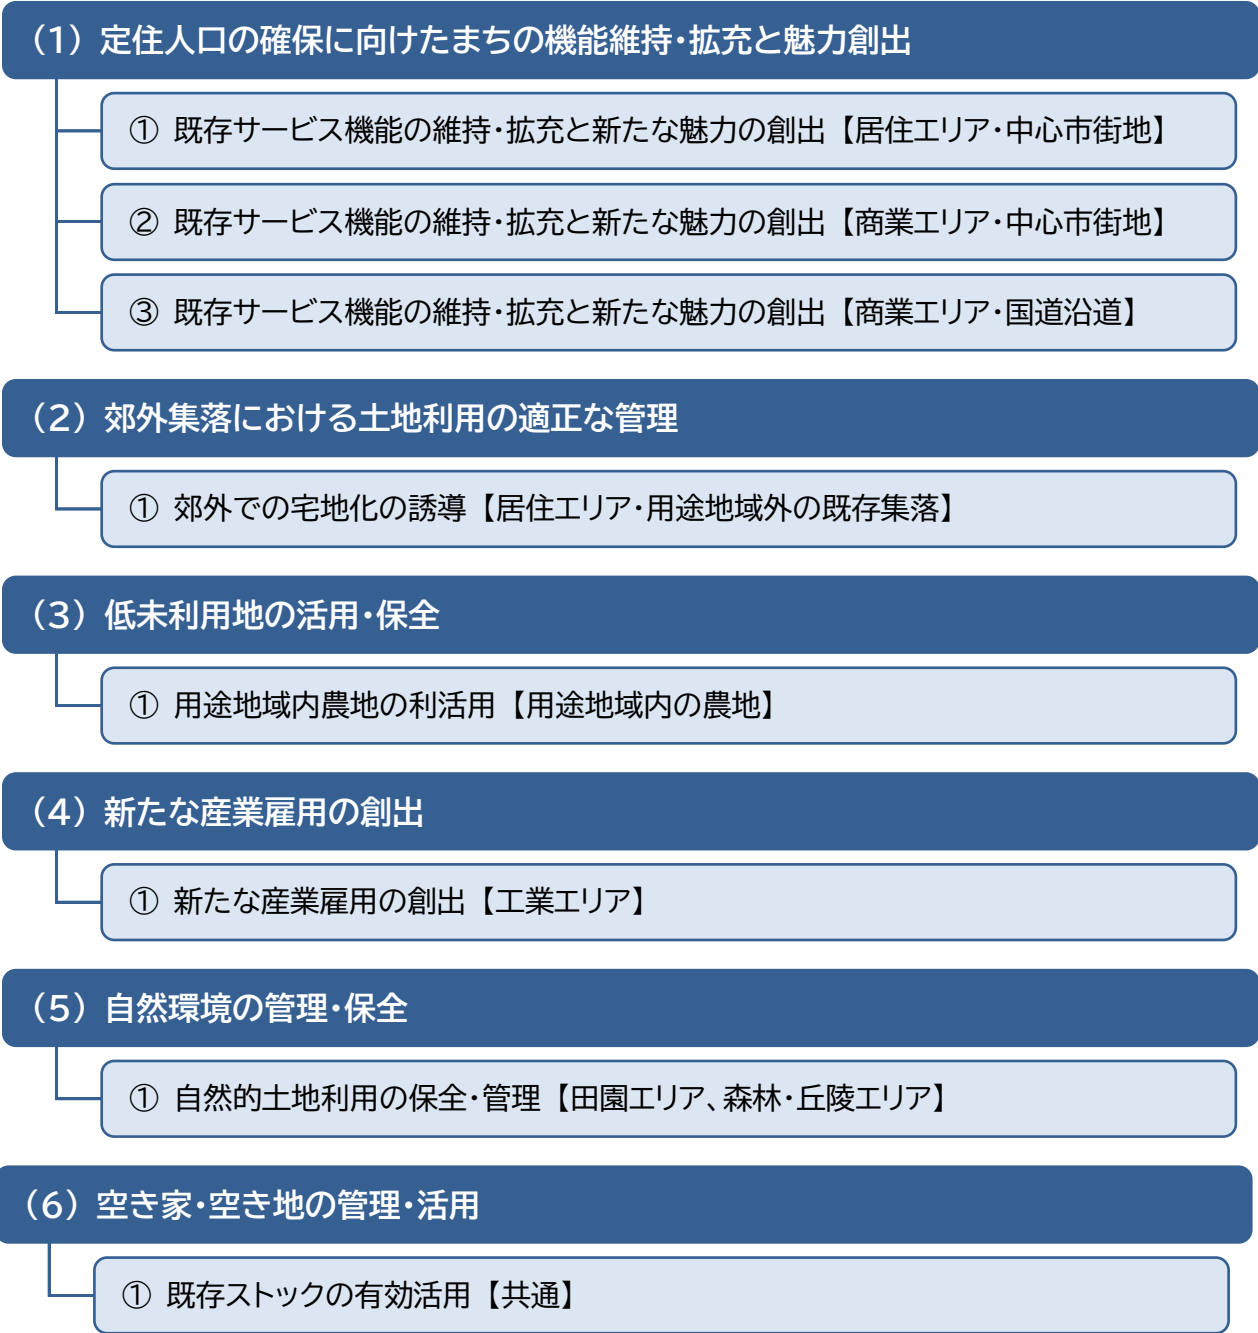 （1）定住人口の確保に向けたまちの機能維持・拡充と魅力創出
① 既存サービス機能の維持・拡充と新たな魅力の創出【居住エリア・中心市街地】
② 既存サービス機能の維持・拡充と新たな魅力の創出【商業エリア・中心市街地】
③ 既存サービス機能の維持・拡充と新たな魅力の創出【商業エリア・国道沿道】
（2）郊外集落における土地利用の適正な管理
① 郊外での宅地化の誘導【居住エリア・用途地域外の既存集落】
（3）低未利用地の活用・保全
① 用途地域内農地の利活用【用途地域内の農地】
（4）新たな産業雇用の創出
① 新たな産業雇用の創出【工業エリア】
（5）自然環境の管理・保全
① 自然的土地利用の保全・管理【田園エリア、森林・丘陵エリア】
（6）空き家・空き地の管理・活用
① 既存ストックの有効活用【共通】